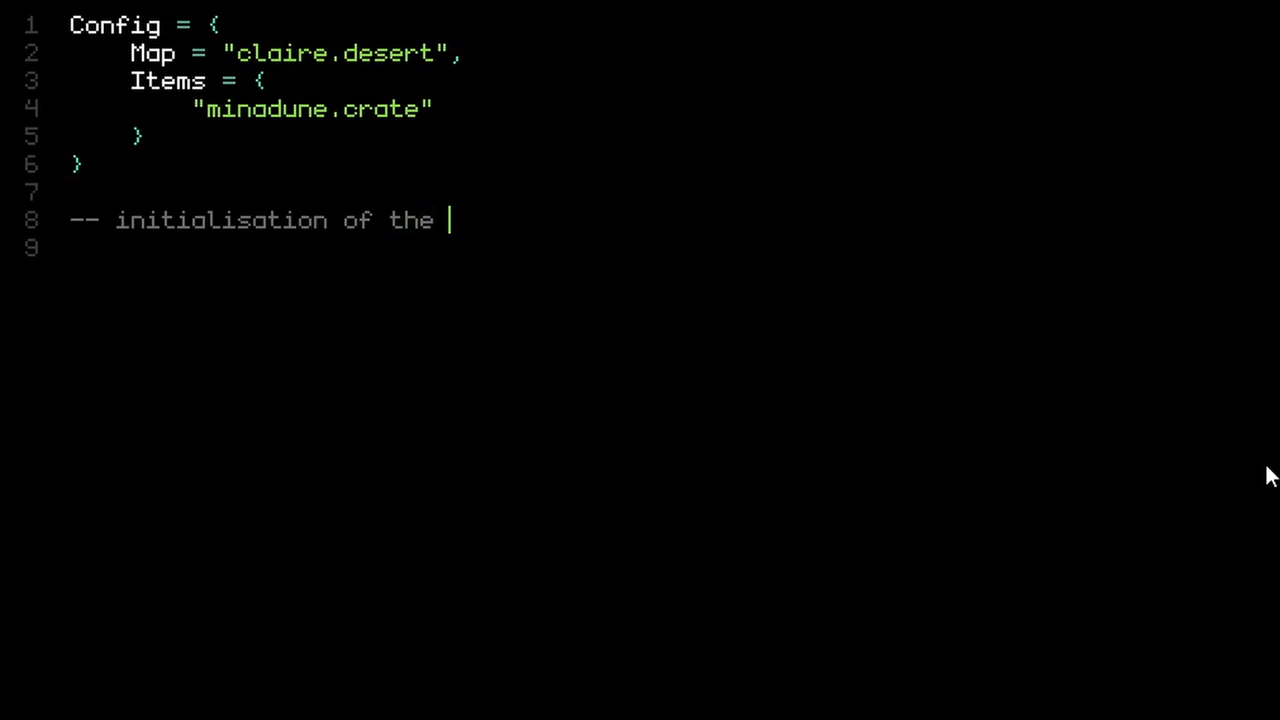 1 Config = {
2 Map = "claire.desert",
3 Items = {
4 "minadune.crate"
5 }
6 }
7
8 -- initialisation of the
9